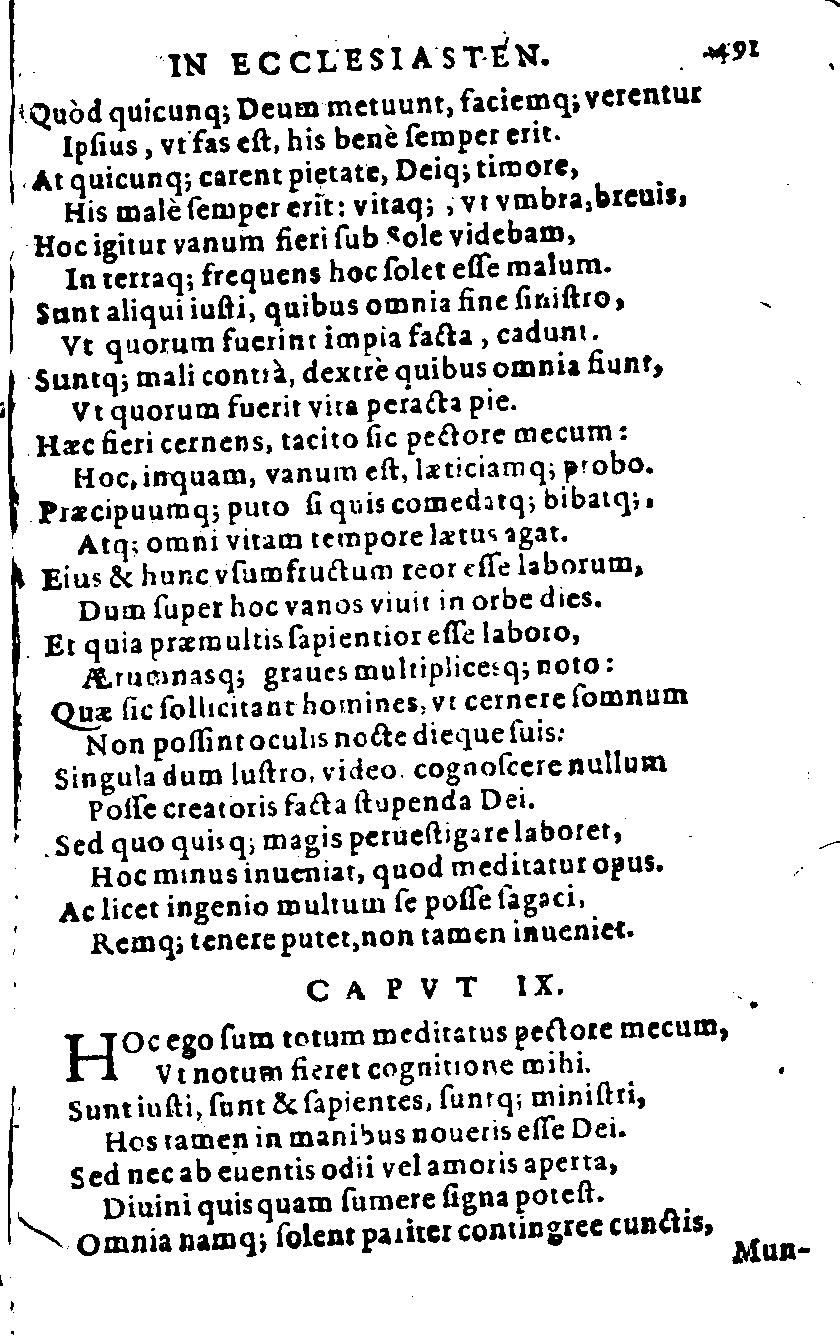 IN ECCLESIASTEN. 491
Quòd quicunq; Deum metuunt, faciemq; verentur
Ipſius, vt fas eſt, his benè ſemper erit.
At quicunq; carent pietate, Deiq; timore,
His malè ſemper erit: vitaq; , vt vmbra, breuis,
Hoc igitur vanum fieri ſub Sole videbam,
In terraq; frequens hoc ſolet eſſe malum.
Sunt aliqui iuſti, quibus omnia fine ſiniſtro,
Vt quorum fuerint impia facta, cadunt.
Suntq; mali contrà, dextrè quibus omnia fiunt,
Vt quorum fuerit vita peracta pie.
Hæc fieri cernens, tacito ſic pectore mecum:
Hoc, inquam, vanum eſt, læticiamq; probo.
Præcipuumq; puto ſi quis comedatq; bibatq;,
Atq; omni vitam tempore lætus agat.
Eius & hunc vſumfructum reor eſſe laborum,
Dum ſuper hoc vanos viuit in orbe dies.
Et quia præmultis ſapientior eſſe laboro,
Ærumnasq; graues multiplicesq; noto:
Quæ ſic ſollicitant homines, vt cernere ſomnum
Non poſſint oculis nocte dieque ſuis:
Singula dum luſtro, video, cognoſcere nullum
Poſſe creatoris facta ſtupenda Dei.
Sed quo quisq; magis perueſtigare laboret,
Hoc minus inueniat, quod meditatur opus.
Ac licet ingenio multum ſe poſſe ſagaci,
Remq; tenere putet, non tamen inueniet.
CAPVT IX.
HOc ego ſum totum meditatus pectore mecum,
Vt notum fieret cognitione mihi.
Sunt iuſti, ſunt & ſapientes, ſuntq; miniſtri,
Hos tamen in manibus noueris eſſe Dei.
Sed nec ab euentis odii vel amoris aperta,
Diuini quisquam ſumere ſigna poteſt.
Omnia namq; ſolent pariter contingree cunctis,
Mun-